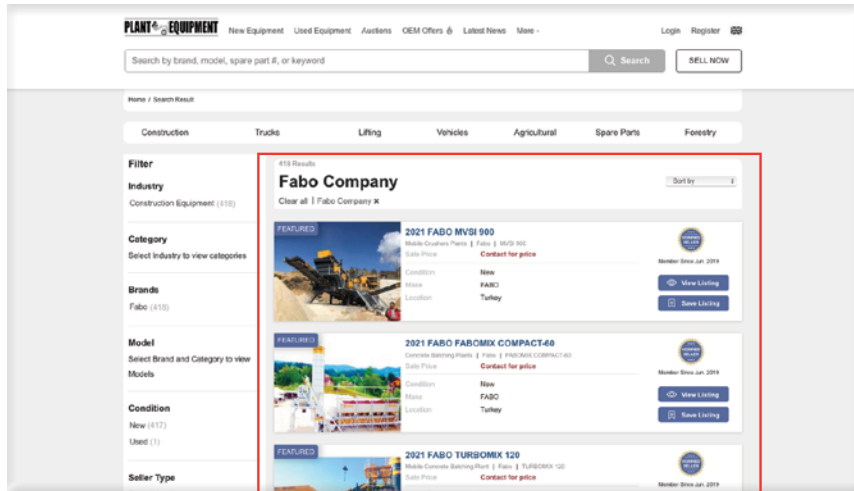 PLANT & EQUIPMENT
New Equipment Used Equipment Auctions OEM Offers Latest News More -
Login Register
Search by brand, model, spare part #, or keyword
Search
SELL NOW
Home / Search Result
Construction Trucks Lifting Vehicles Agricultural Spare Parts Forestry
Filter
Industry
Construction Equipment (418)
Category
Select Industry to view categories
Brands
Fabo (418)
Model
Select Brand and Category to view
Models
Condition
New (417)
Used (1)
Seller Type
418 Results
Fabo Company
Sort by
Clear all | Fabo Company ×
FEATURED
2021 FABO MVSI 900
Mobile Crushers Plants | Fabo | MVSI 900
Sale Price Contact for price
Condition New
Make FABO
Location Turkey
Member Since Jun. 2019
View Listing
Save Listing
FEATURED
2021 FABO FABOMIX COMPACT-60
Concrete Batching Plants | Fabo | FABOMIX COMPACT-60
Sale Price Contact for price
Condition New
Make FABO
Location Turkey
Member Since Jun. 2019
View Listing
Save Listing
FEATURED
2021 FABO TURBOMIX 120
Mobile Concrete Batching Plant | Fabo | TURBOMIX 120
Sale Price Contact for price
Member Since Jun. 2019